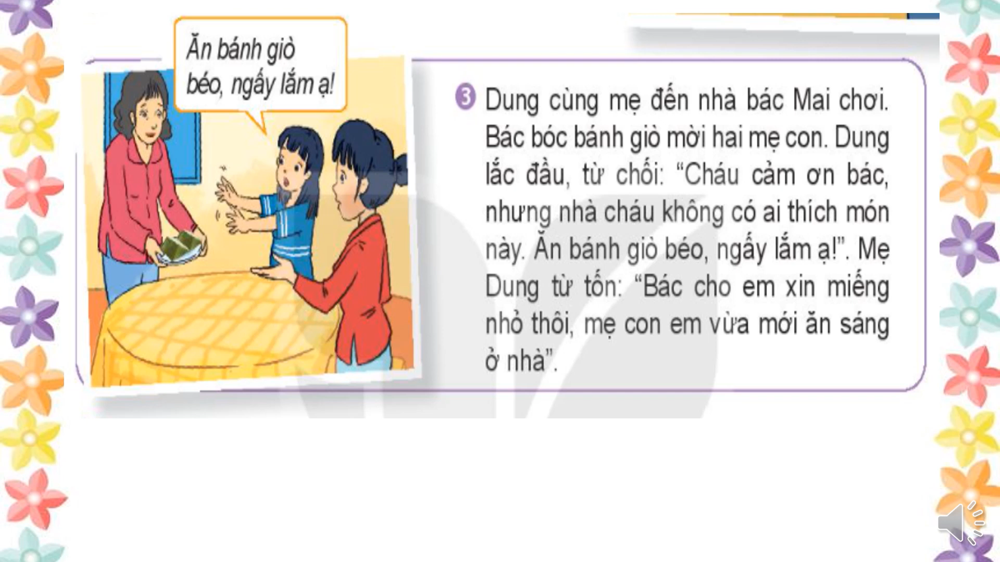 Ăn bánh giò
béo, ngấy lắm ạ!
3 Dung cùng mẹ đến nhà bác Mai chơi.
Bác bóc bánh giò mời hai mẹ con. Dung
lắc đầu, từ chối: “Cháu cảm ơn bác,
nhưng nhà cháu không có ai thích món
này. Ăn bánh giò béo, ngấy lắm ạ!”. Mẹ
Dung từ tốn: “Bác cho em xin miếng
nhỏ thôi, mẹ con em vừa mới ăn sáng
ở nhà”.